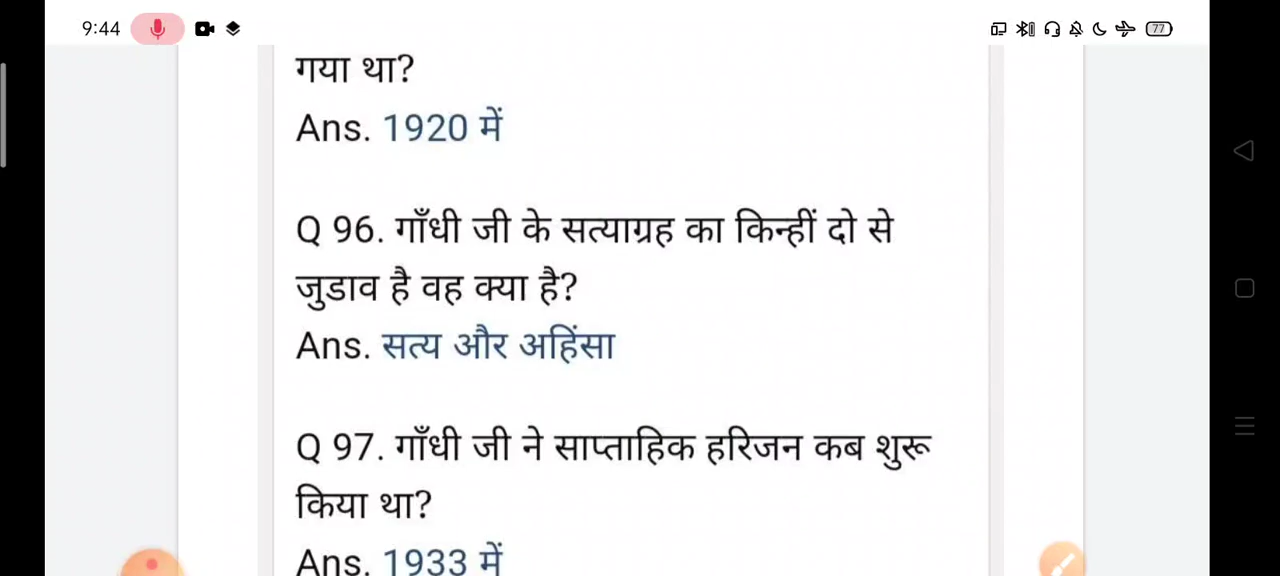 9:44
77
गया था?
Ans. 1920 में
Q 96. गाँधी जी के सत्याग्रह का किन्हीं दो से
जुडाव है वह क्या है?
Ans. सत्य और अहिंसा
Q 97. गाँधी जी ने साप्ताहिक हरिजन कब शुरू
किया था?
Ans. 1933 में